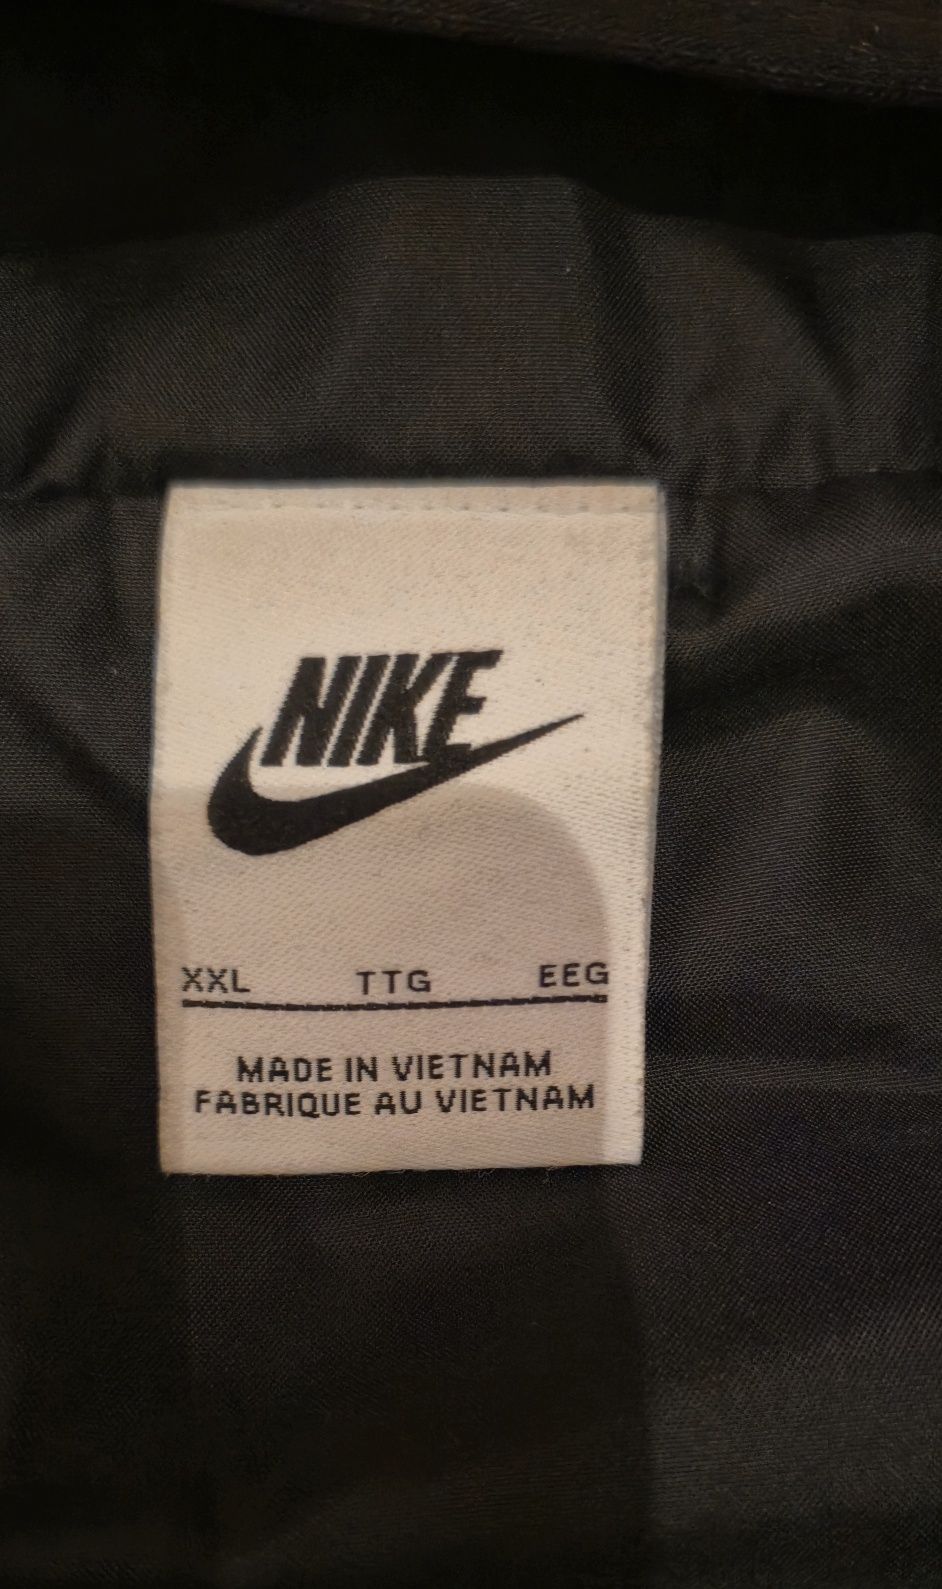 NIKE
XXL TTG EEG
MADE IN VIETNAM
FABRIQUE AU VIETNAM